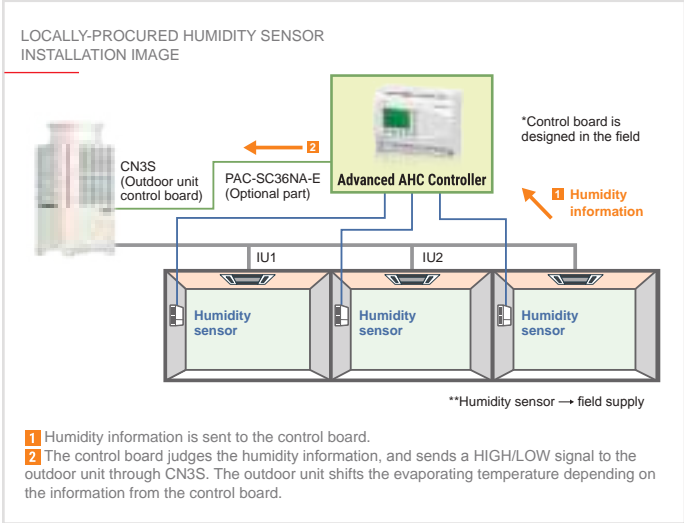 LOCALLY-PROCURED HUMIDITY SENSOR
INSTALLATION IMAGE
*Control board is
designed in the field
2
CN3S
(Outdoor unit
control board)
PAC-SC36NA-E
(Optional part)
Advanced AHC Controller
1 Humidity
information
IU1
IU2
Humidity
sensor
Humidity
sensor
Humidity
sensor
**Humidity sensor → field supply
1 Humidity information is sent to the control board.
2 The control board judges the humidity information, and sends a HIGH/LOW signal to the
outdoor unit through CN3S. The outdoor unit shifts the evaporating temperature depending on
the information from the control board.